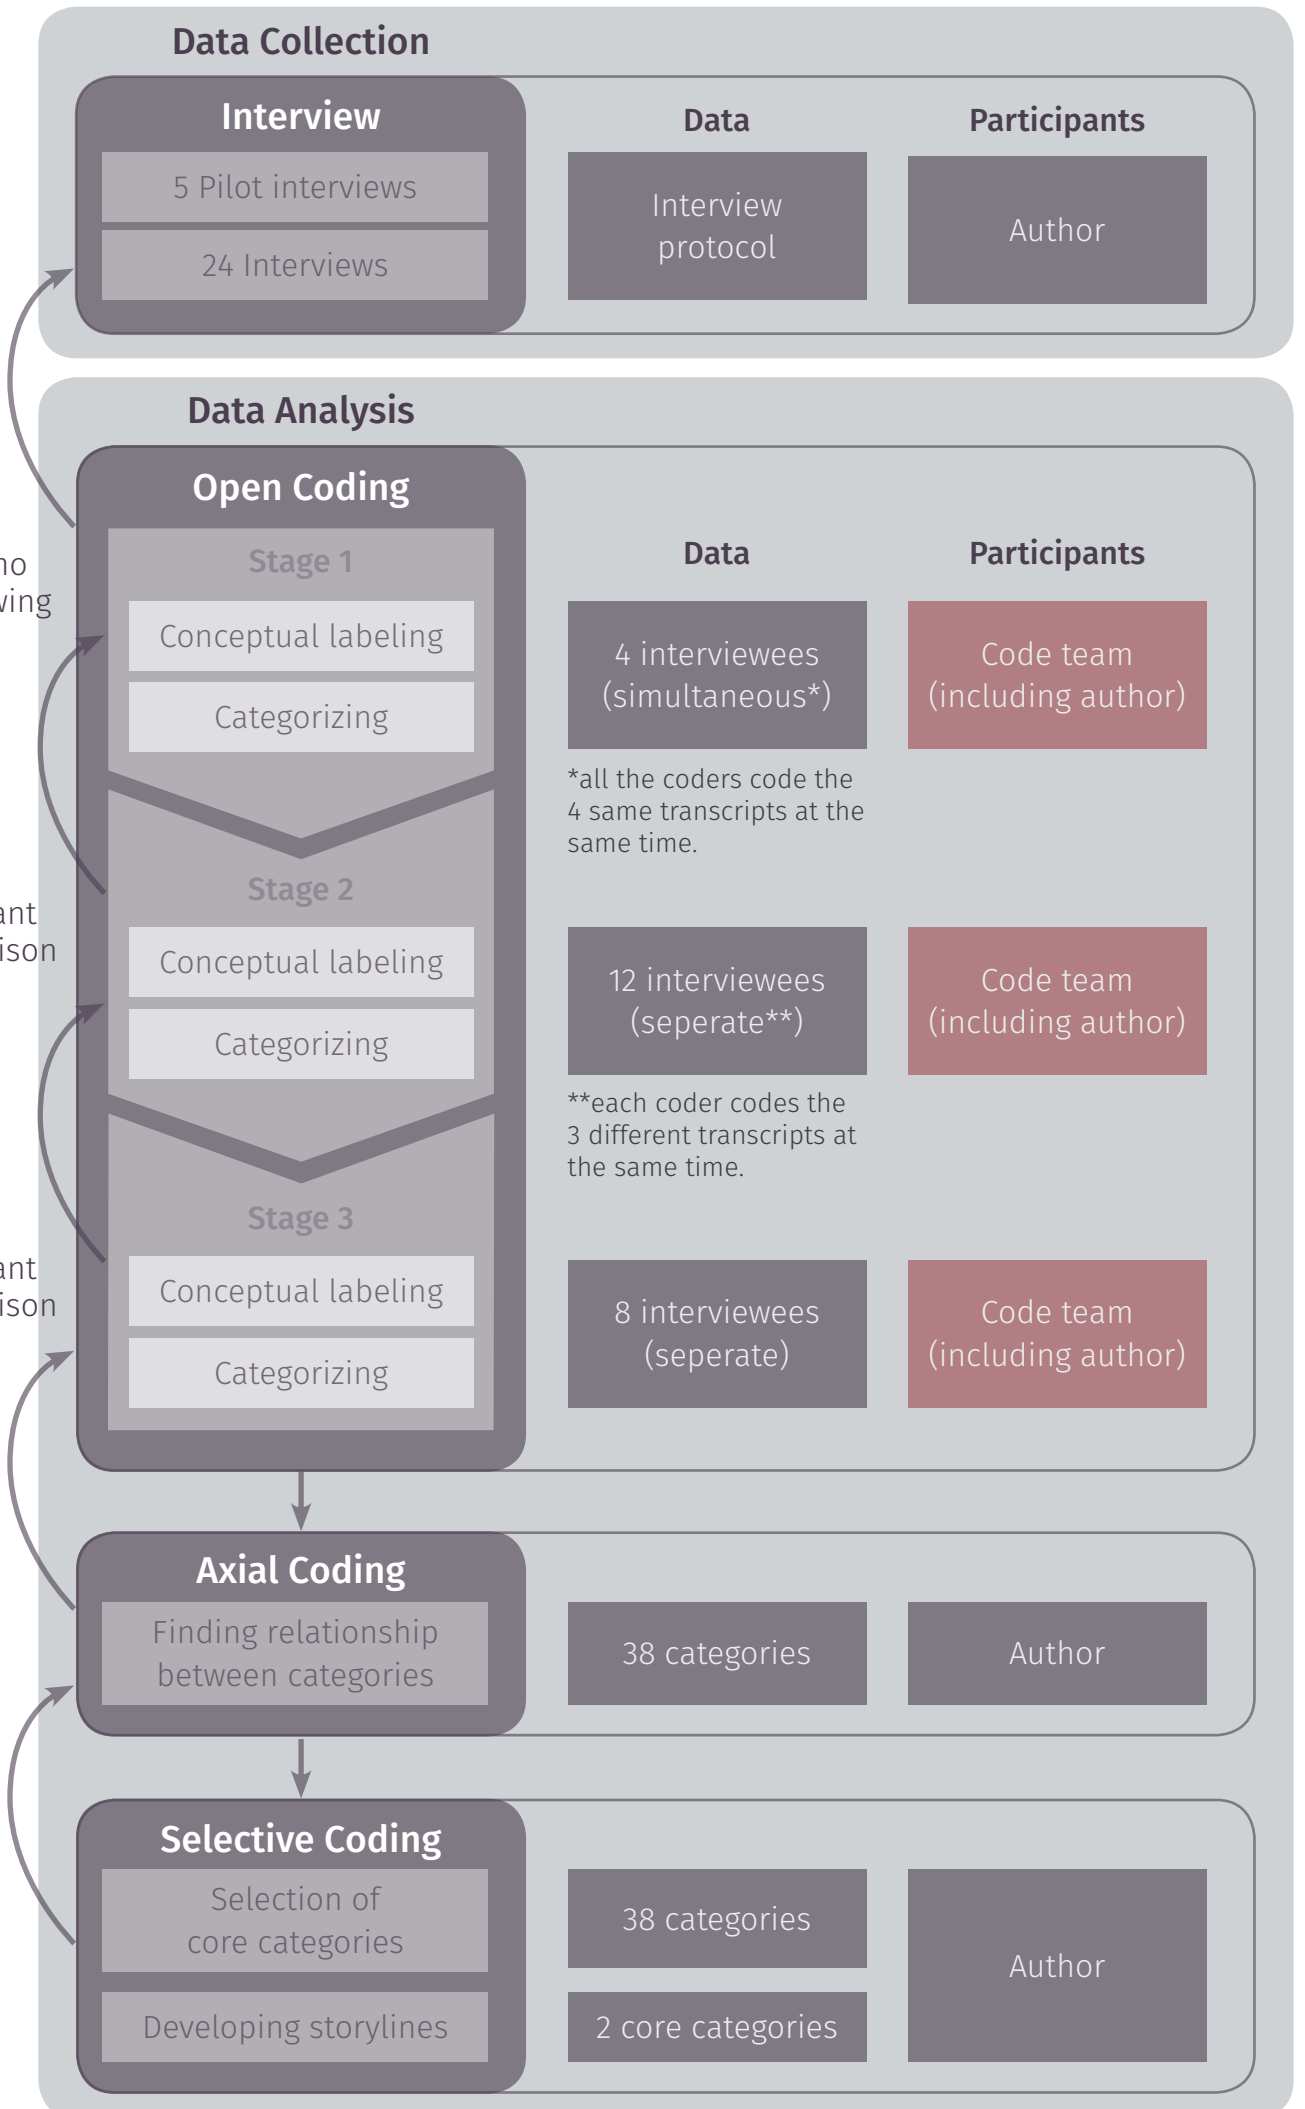 Data Collection
Interview
Data
Participants
5 Pilot interviews
24 Interviews
Interview
protocol
Author
Data Analysis
Open Coding
Data
Participants
Stage 1
Conceptual labeling
Categorizing
4 interviewees
(simultaneous*)
Code team
(including author)
*all the coders code the
4 same transcripts at the
same time.
Stage 2
Conceptual labeling
Categorizing
12 interviewees
(seperate**)
Code team
(including author)
**each coder codes the
3 different transcripts at
the same time.
Stage 3
Conceptual labeling
Categorizing
8 interviewees
(seperate)
Code team
(including author)
Axial Coding
Finding relationship
between categories
38 categories
Author
Selective Coding
Selection of
core categories
38 categories
Author
Developing storylines
2 core categories